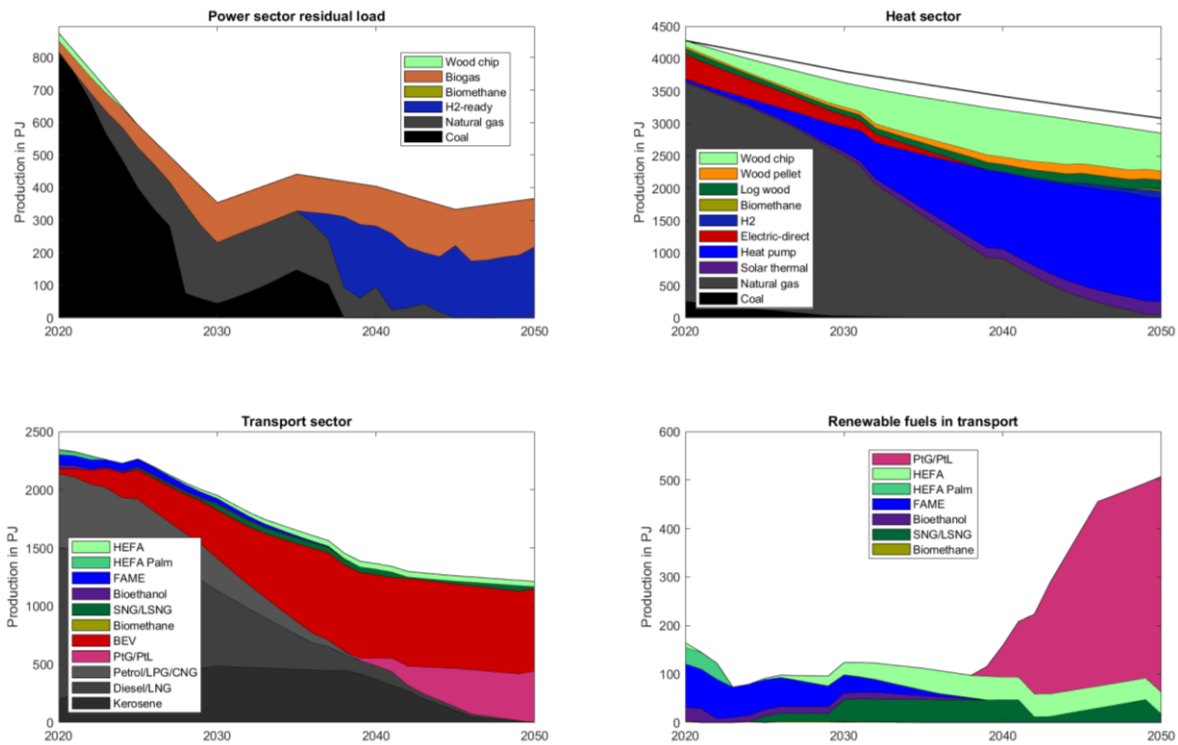 Power sector residual load
Production in PJ
800
700
600
500
400
300
200
100
0
2020
2030
2040
2050
Wood chip
Biogas
Biomethane
H2-ready
Natural gas
Coal
Heat sector
Production in PJ
4500
4000
3500
3000
2500
2000
1500
1000
500
0
2020
2030
2040
2050
Wood chip
Wood pellet
Log wood
Biomethane
H2
Electric-direct
Heat pump
Solar thermal
Natural gas
Coal
Transport sector
Production in PJ
2500
2000
1500
1000
500
0
2020
2030
2040
2050
HEFA
HEFA Palm
FAME
Bioethanol
SNG/LSNG
Biomethane
BEV
PtG/PtL
Petrol/LPG/CNG
Diesel/LNG
Kerosene
Renewable fuels in transport
Production in PJ
600
500
400
300
200
100
0
2020
2030
2040
2050
PtG/PtL
HEFA
HEFA Palm
FAME
Bioethanol
SNG/LSNG
Biomethane